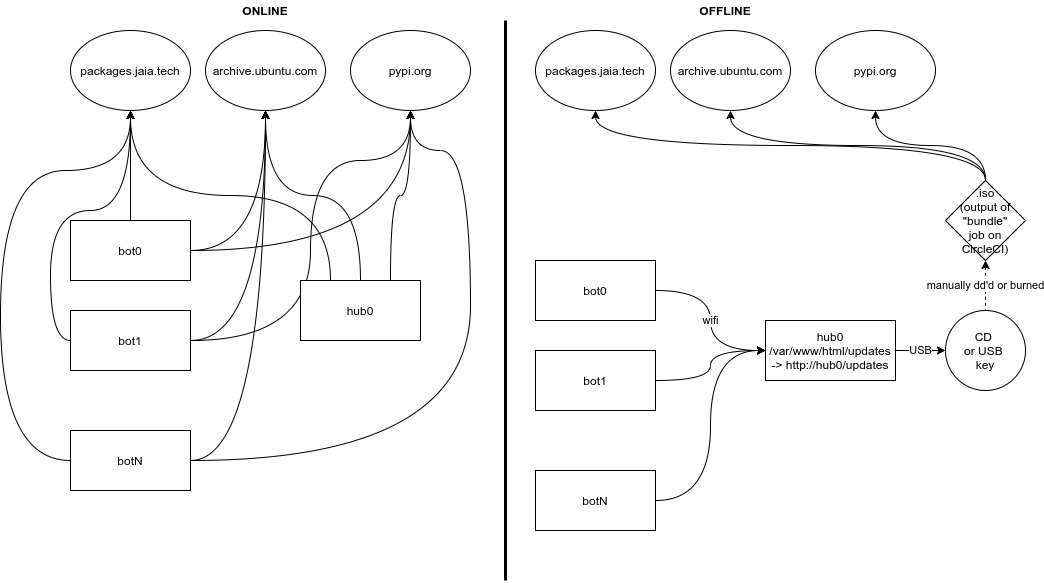 ONLINE
packages.jaia.tech
archive.ubuntu.com
pypi.org
bot0
bot1
hub0
botN
OFFLINE
packages.jaia.tech
archive.ubuntu.com
pypi.org
.iso
(output of
"bundle"
job on
CircleCI)
manually dd'd or burned
bot0
wifi
bot1
hub0
/var/www/html/updates
-> http://hub0/updates
USB
CD
or USB
key
botN